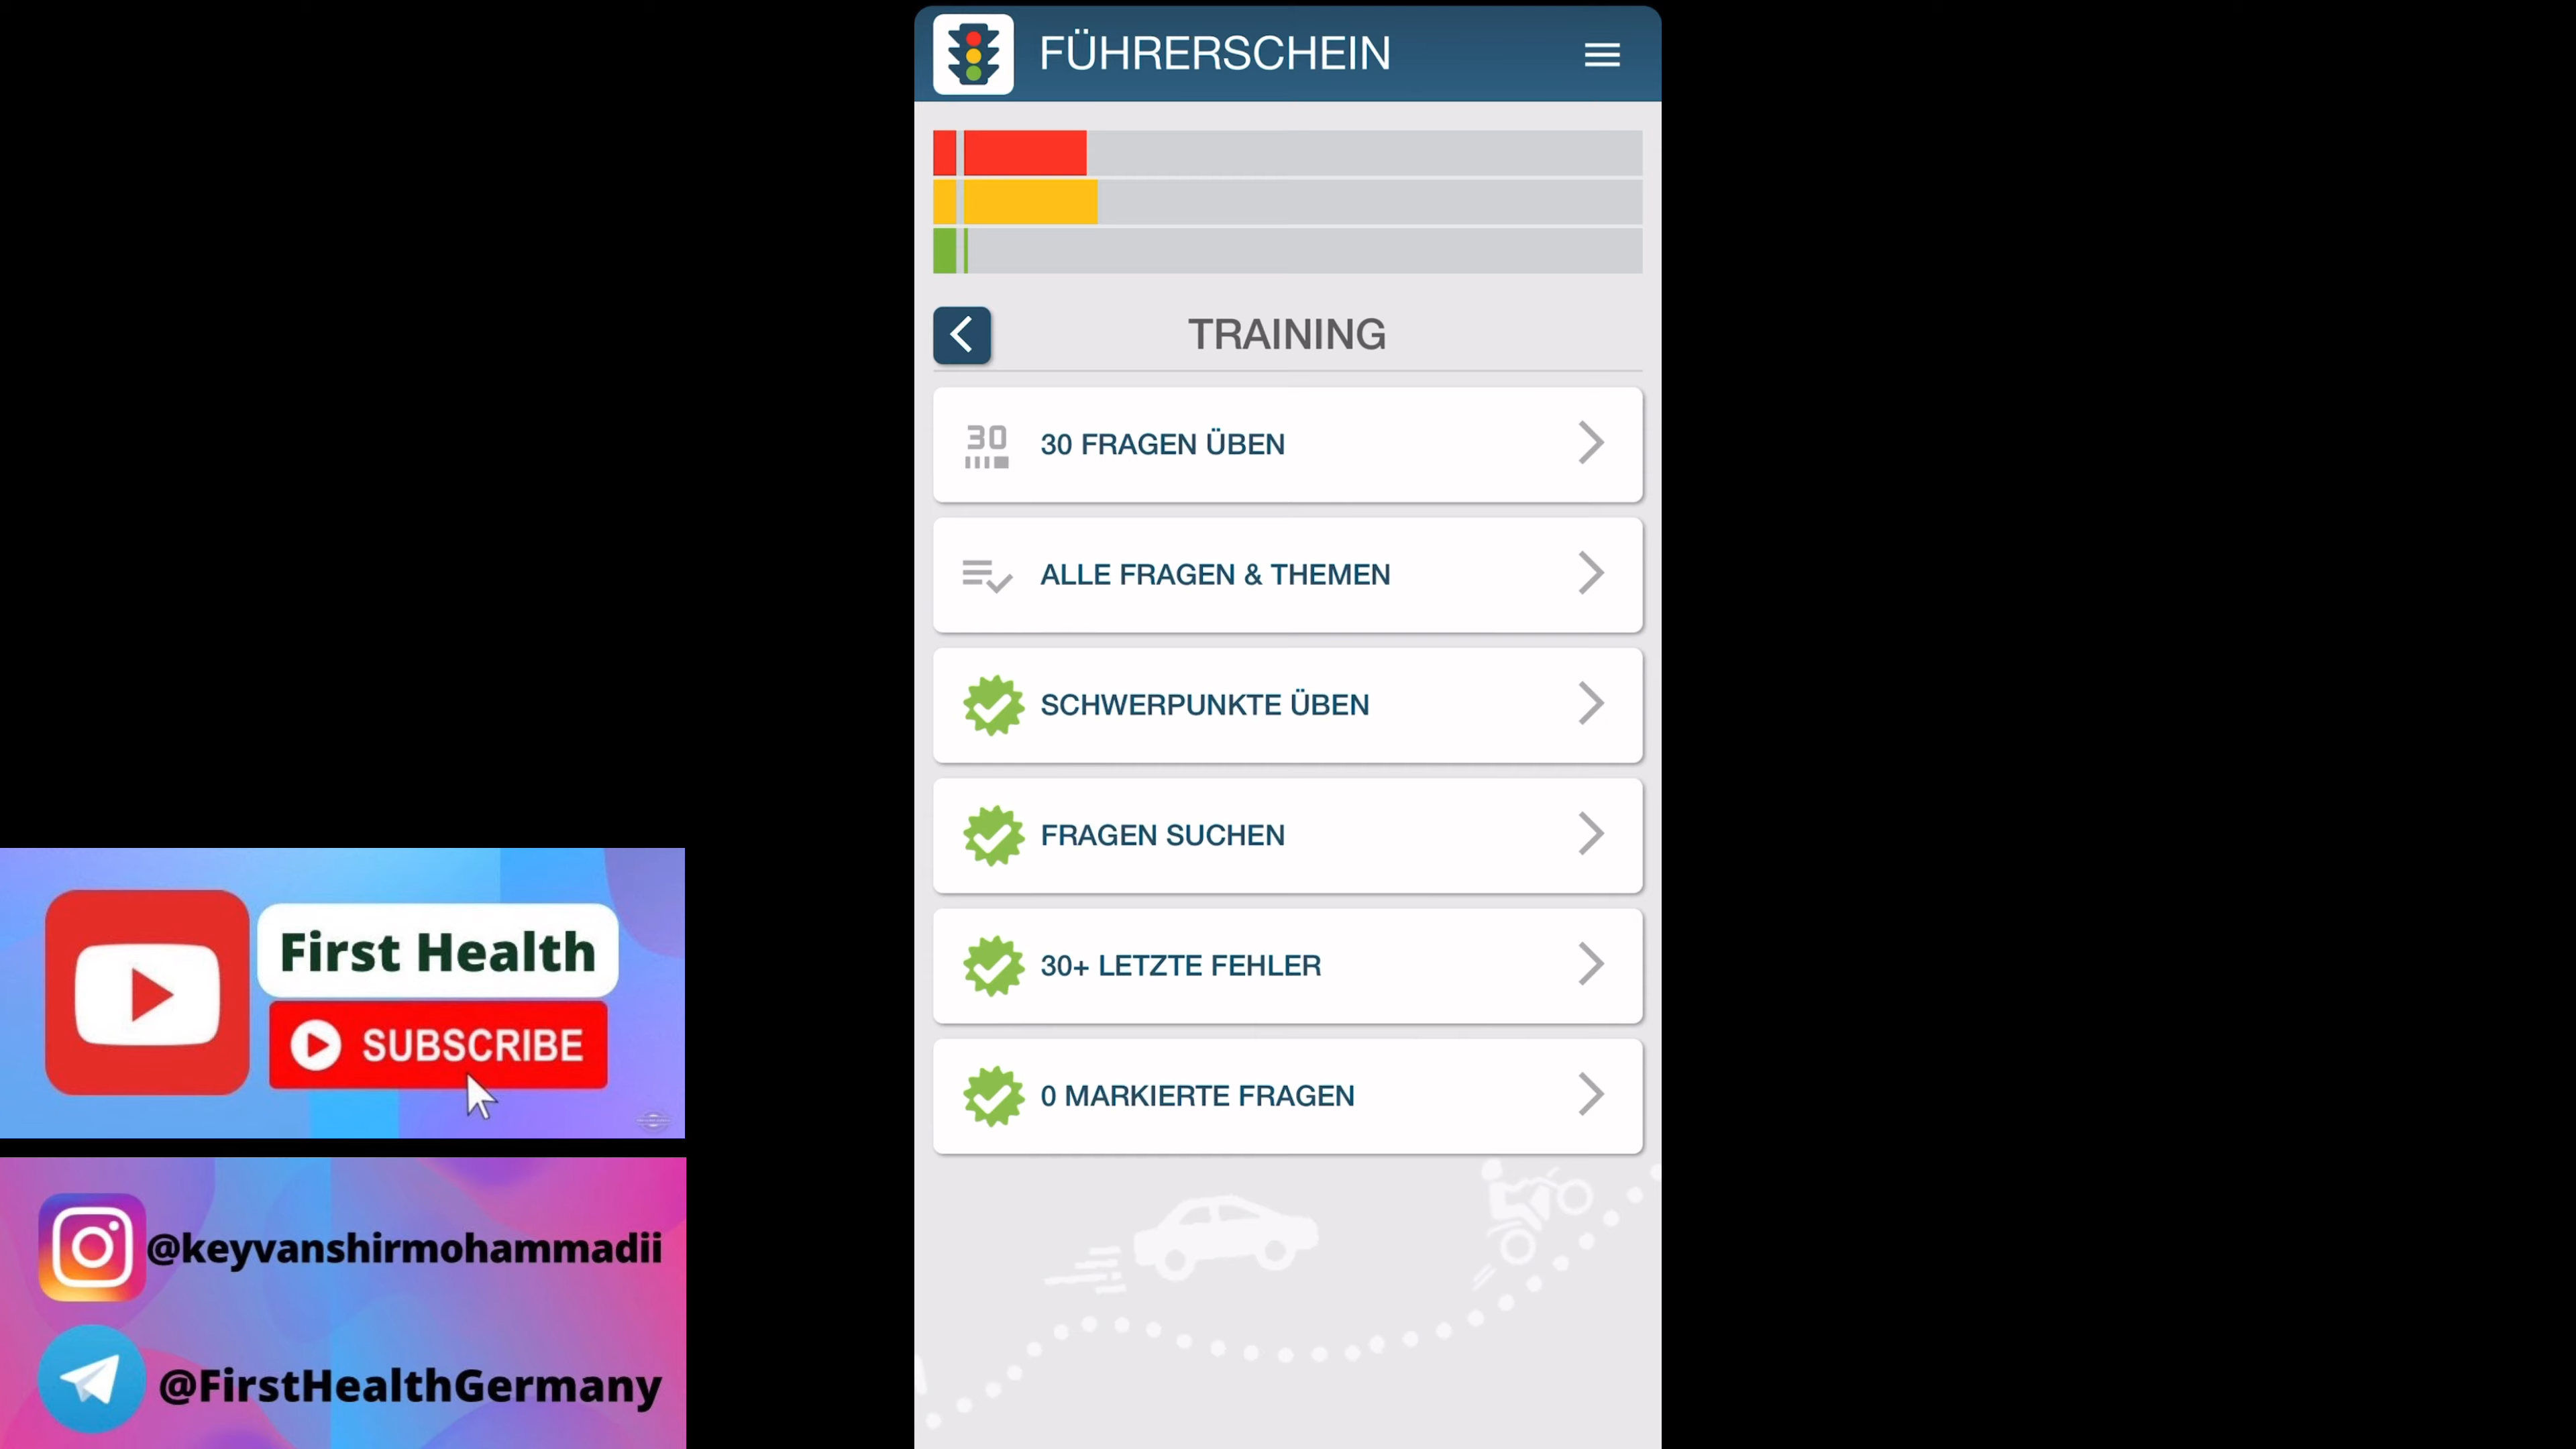 FÜHRERSCHEIN
TRAINING
30
30 FRAGEN ÜBEN
ALLE FRAGEN & THEMEN
SCHWERPUNKTE ÜBEN
FRAGEN SUCHEN
30+ LETZTE FEHLER
0 MARKIERTE FRAGEN
First Health
SUBSCRIBE
@keyvanshirmohammadii
@FirstHealthGermany